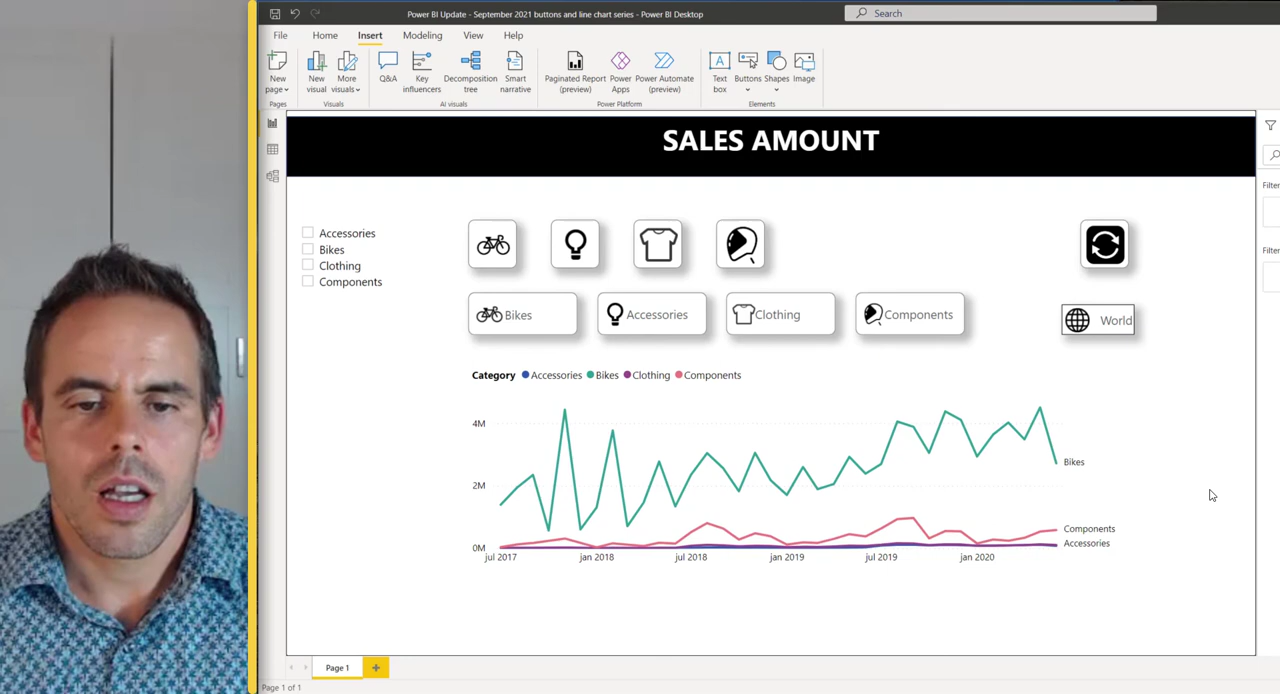 Power BI Update - September 2021 buttons and line chart series - Power BI Desktop
Search
File Home Insert Modeling View Help
New page
New visual
More visuals
Q&A
Key influencers
Decomposition tree
Smart narrative
Paginated Report (preview)
Power Apps
Power Automate (preview)
Text box
Buttons
Shapes
Image
Pages Visuals AI visuals Power Platform Elements
SALES AMOUNT
Filter
Filter
Accessories
Bikes
Clothing
Components
Bikes Accessories Clothing Components World
Category Accessories Bikes Clothing Components
4M
2M
0M
Bikes
Components
Accessories
jul 2017 jan 2018 jul 2018 jan 2019 jul 2019 jan 2020
Page 1 +
Page 1 of 1